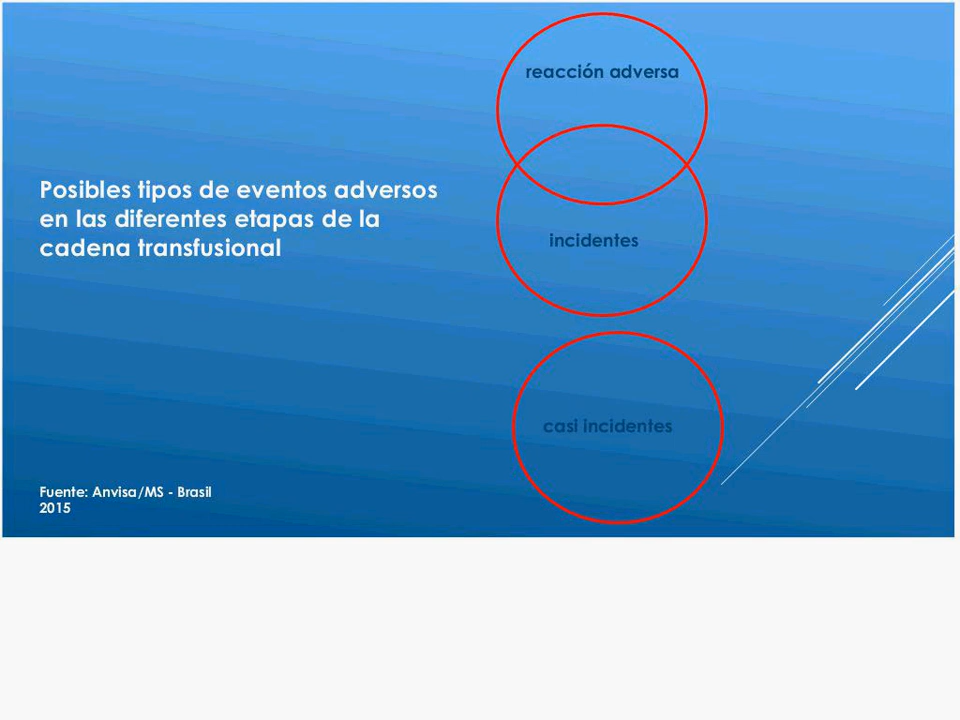 reacción adversa
Posibles tipos de eventos adversos
en las diferentes etapas de la
cadena transfusional
incidentes
casi incidentes
Fuente: Anvisa/MS - Brasil
2015